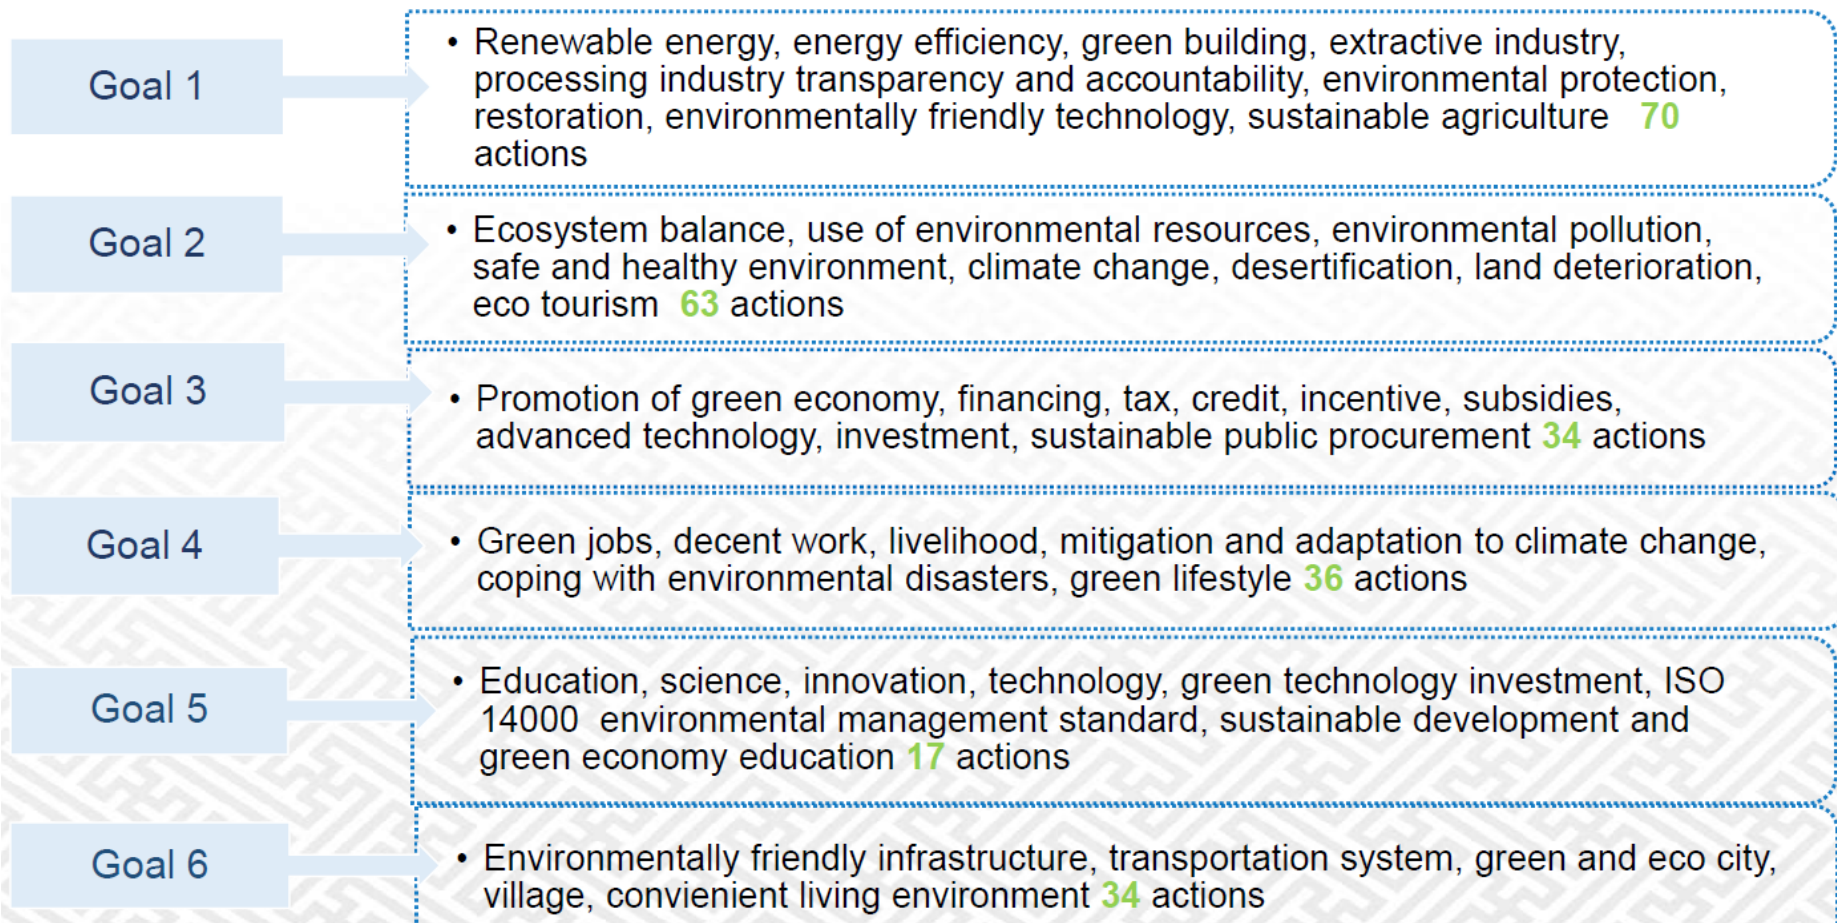 Goal 1
• Renewable energy, energy efficiency, green building, extractive industry,
processing industry transparency and accountability, environmental protection,
restoration, environmentally friendly technology, sustainable agriculture 70
actions
Goal 2
• Ecosystem balance, use of environmental resources, environmental pollution,
safe and healthy environment, climate change, desertification, land deterioration,
eco tourism 63 actions
Goal 3
• Promotion of green economy, financing, tax, credit, incentive, subsidies,
advanced technology, investment, sustainable public procurement 34 actions
Goal 4
• Green jobs, decent work, livelihood, mitigation and adaptation to climate change,
coping with environmental disasters, green lifestyle 36 actions
Goal 5
• Education, science, innovation, technology, green technology investment, ISO
14000 environmental management standard, sustainable development and
green economy education 17 actions
Goal 6
• Environmentally friendly infrastructure, transportation system, green and eco city,
village, convienient living environment 34 actions